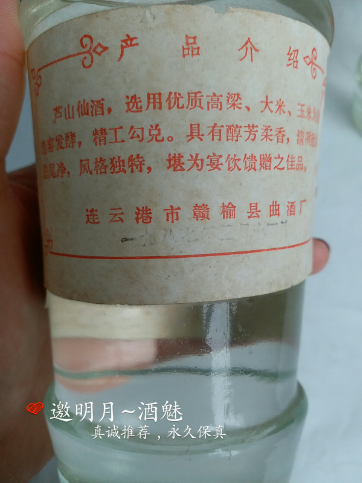 产品介绍
芦山仙酒，选用优质高粱、大米、玉米
发酵，精工勾兑。具有醇芳柔香，
尾净，风格独特，堪为宴饮馈赠之佳品。
连云港市赣榆县曲酒厂
邀明月~酒魅
真诚推荐，永久保真